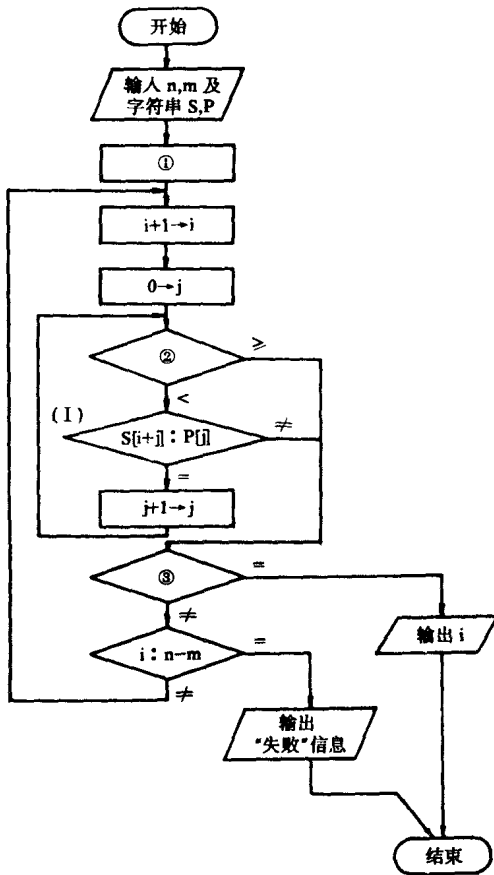 开始
输入 n,m 及
字符串 S,P
①
i+1→i
0→j
②
≥
<
(I)
S[i+j]:P[j]
≠
=
j+1→j
③
=
≠
输出 i
i:n-m
=
≠
输出
“失败”信息
结束